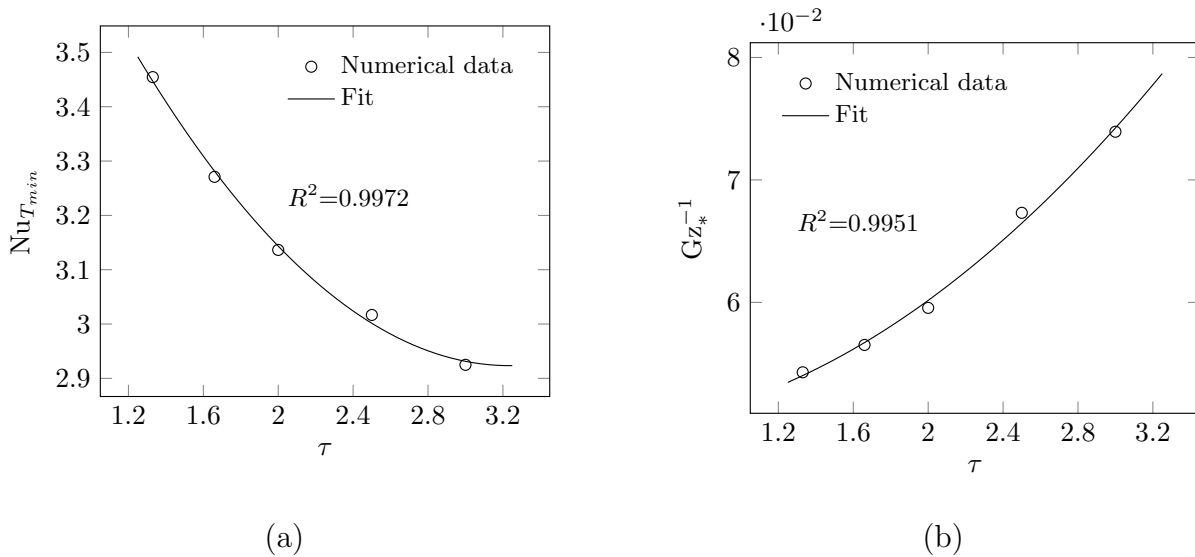 3.5
3.4
3.3
3.2
3.1
3
2.9
1.2 1.6 2 2.4 2.8 3.2
τ
Nu_{T_{min}}
Numerical data
Fit
R²=0.9972
(a)
·10⁻²
8
7
6
1.2 1.6 2 2.4 2.8 3.2
τ
Gz_*^{-1}
Numerical data
Fit
R²=0.9951
(b)